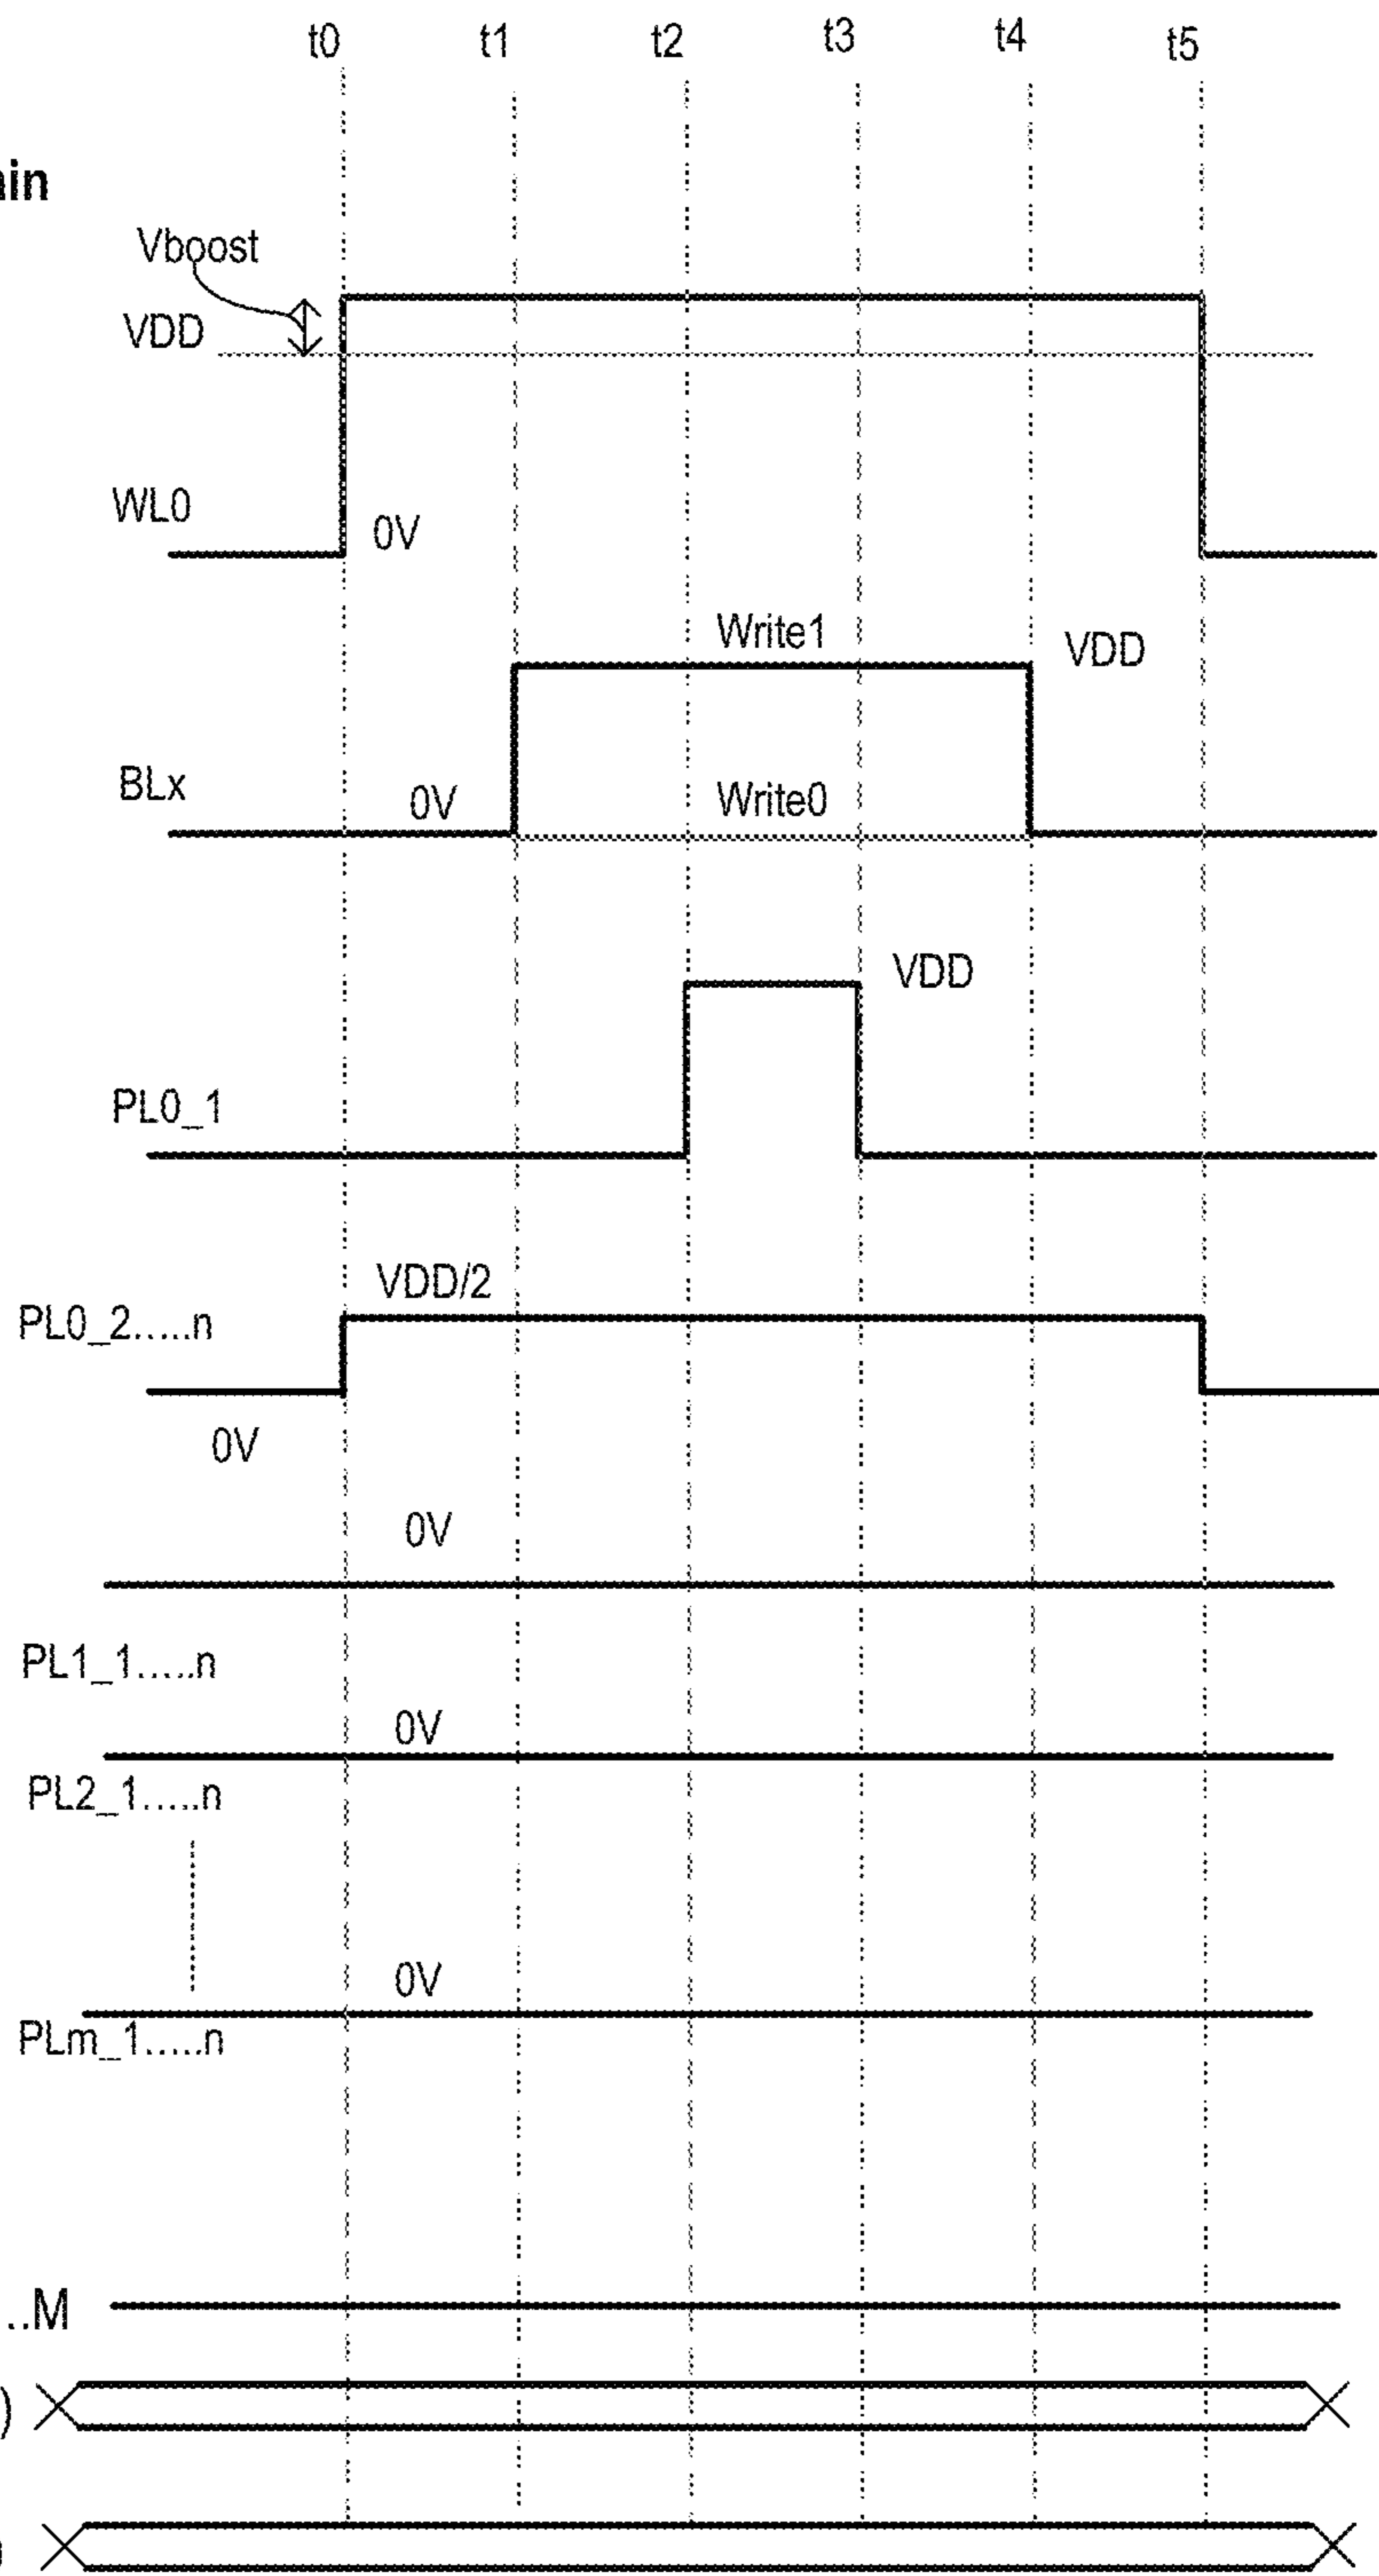 t0 t1 t2 t3 t4 t5
Vboost
VDD
WL0
0V
Write1
VDD
BLx
0V
Write0
VDD
PL0_1
VDD/2
PL0_2.....n
0V
0V
PL1_1.....n
0V
PL2_1.....n
0V
PLm_1.....n
..M
)